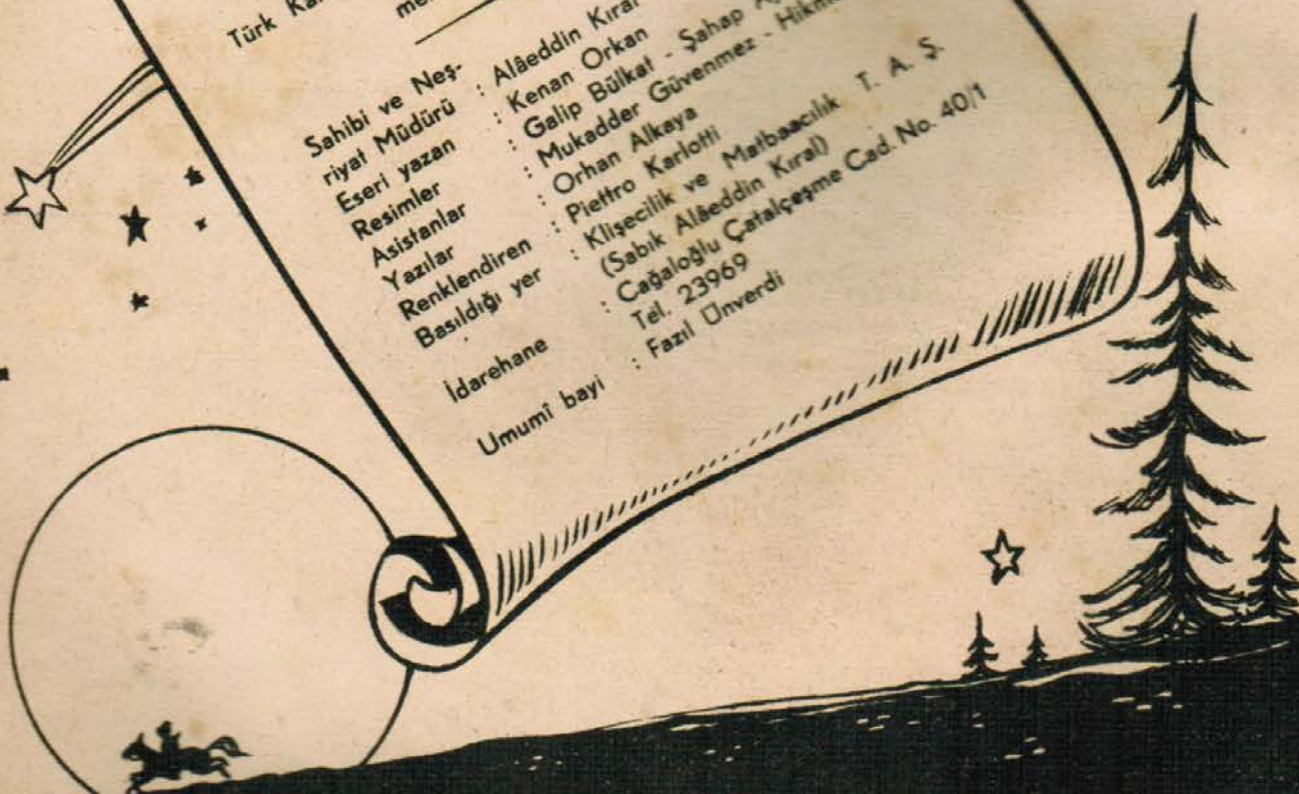 Türk
Sahibi ve Neş-
riyat Müdürü : Alâeddin Kıral
Eseri yazan : Kenan Orkan
Resimler : Galip Bülkat - Şahap
Asistanlar : Mukadder Güvenmez -
Yazılar : Orhan Alkaya
Renklendiren : Piettro Karlotti
Basıldığı yer : Klişecilik ve Matbaacılık T. A. Ş.
(Sabık Alâeddin Kıral)
İdarehane : Cağaloğlu Çatalçeşme Cad. No. 40/1
Tel. 23969
Umumî bayi : Fazıl Ünverdi